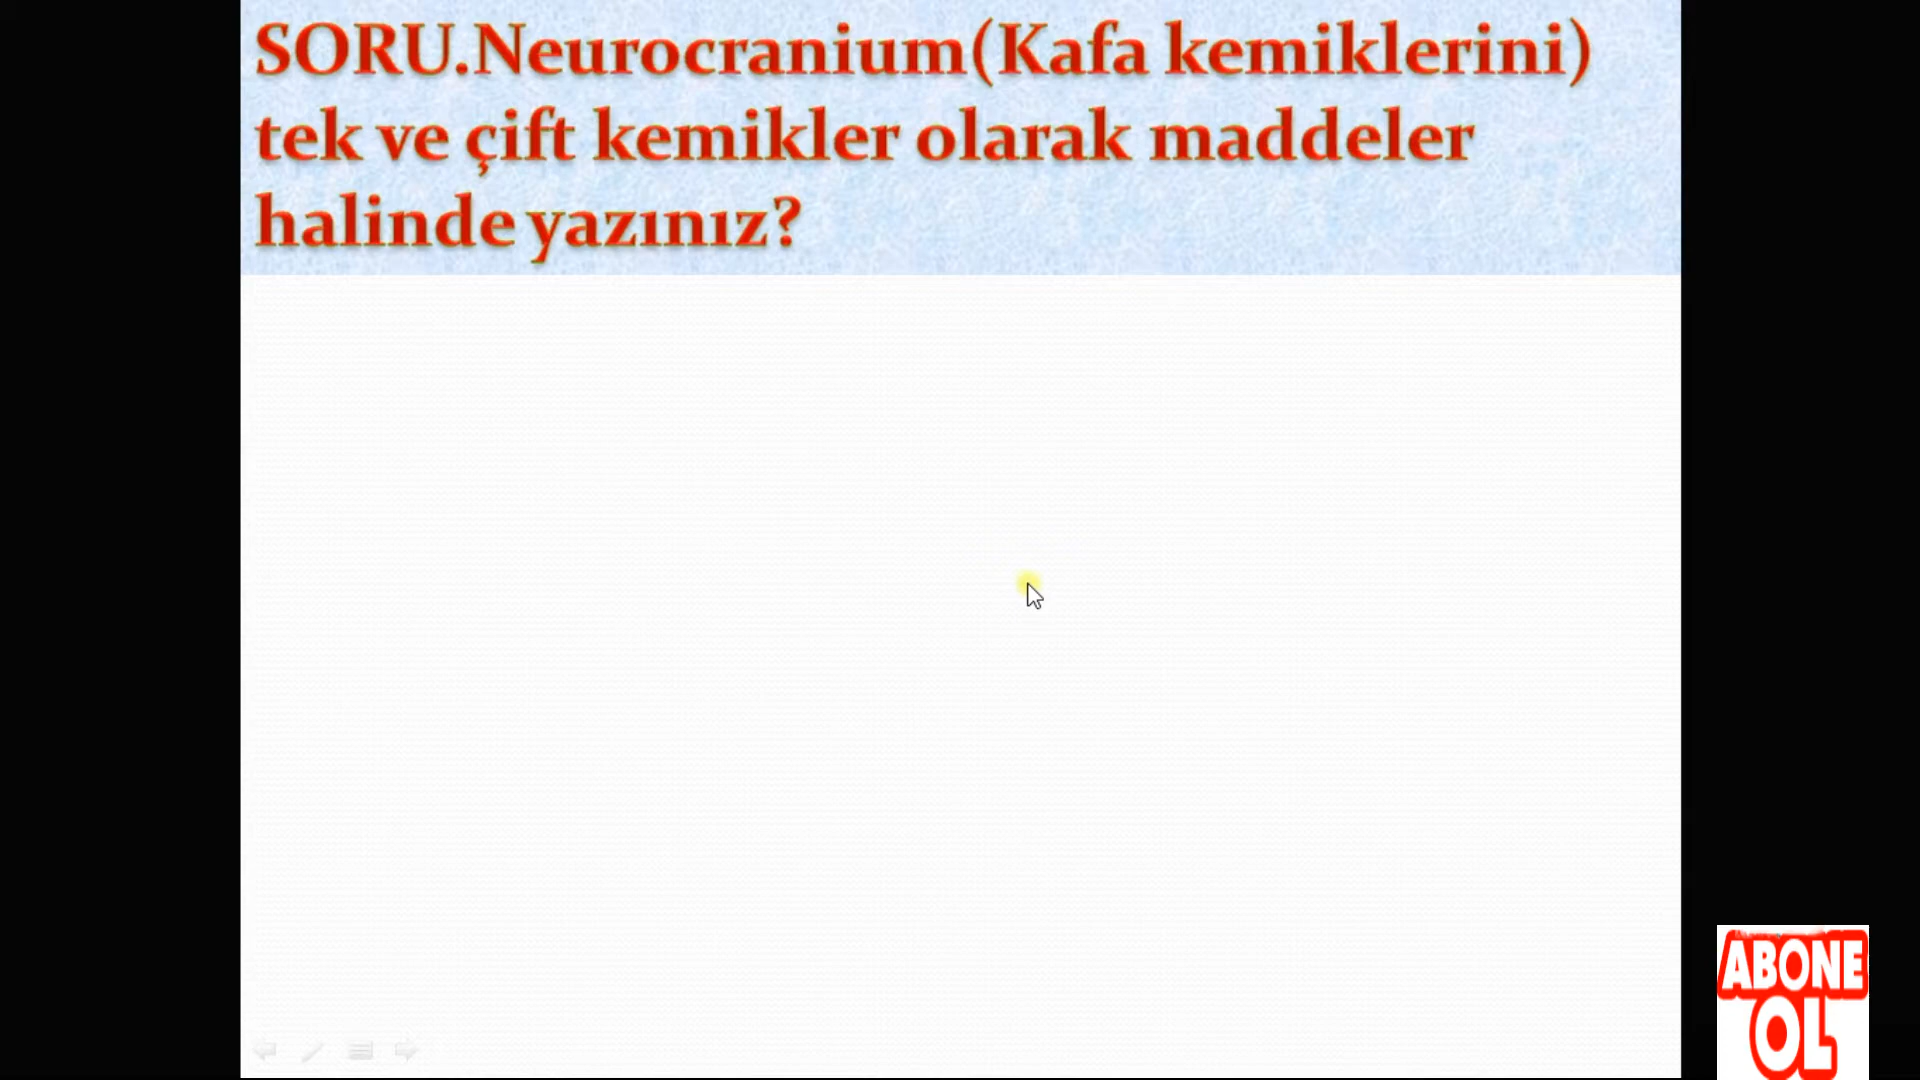 SORU.Neurocranium(Kafa kemiklerini)
tek ve çift kemikler olarak maddeler
halinde yazınız?
ABONE
OL